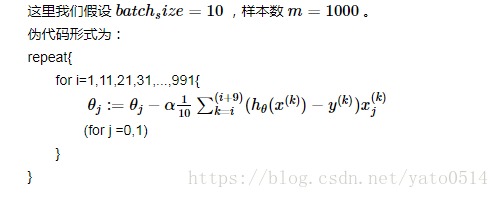 这里我们假设 batch_size = 10 ，样本数 m = 1000 。
伪代码形式为：
repeat{
for i=1,11,21,31,...,991{
θ_j := θ_j − α 1/10 ∑_{k=i}^{(i+9)} (h_θ(x^{(k)}) − y^{(k)}) x_j^{(k)}
(for j =0,1)
}
}
https://blog.csdn.net/yato0514